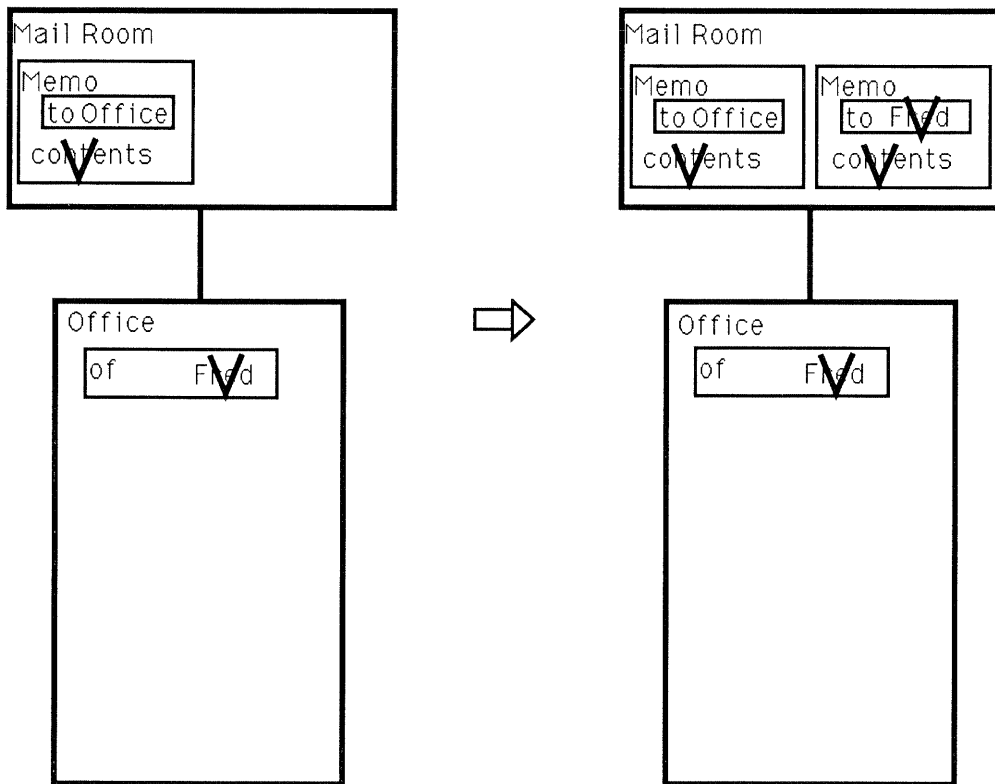 Mail Room
Memo
to Office
contents
Office
of Fred
Mail Room
Memo
to Office
contents
Memo
to Fred
contents
Office
of Fred